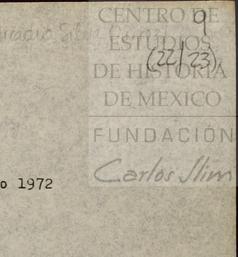 CENTRO DE
9
ESTUDIOS
(22/23)
DE HISTORIA
DE MEXICO
FUNDACIÓN
Carlos Slim
o 1972